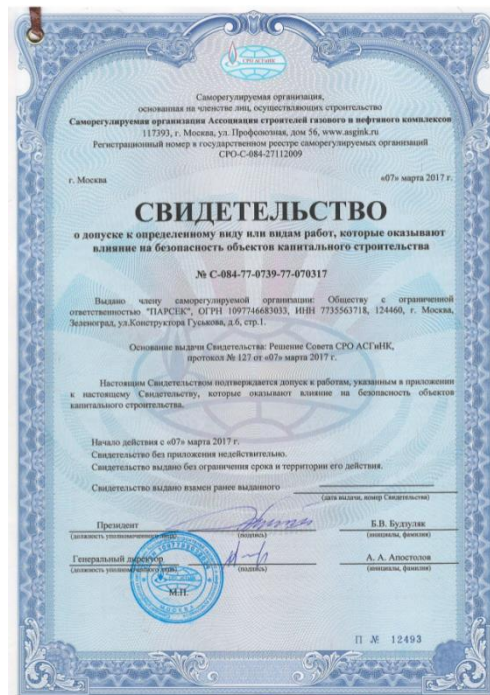 СРО АСГиНК
Саморегулируемая организация,
основанная на членстве лиц, осуществляющих строительство
Саморегулируемая организация Ассоциация строителей газового и нефтяного комплексов
117393, г. Москва, ул. Профсоюзная, дом 56, www.asgink.ru
Регистрационный номер в государственном реестре саморегулируемых организаций
СРО-С-084-27112009
г. Москва «07» марта 2017 г.
СВИДЕТЕЛЬСТВО
о допуске к определенному виду или видам работ, которые оказывают
влияние на безопасность объектов капитального строительства
№ С-084-77-0739-77-070317
Выдано члену саморегулируемой организации: Обществу с ограниченной
ответственностью "ПАРСЕК", ОГРН 1097746683033, ИНН 7735563718, 124460, г. Москва,
Зеленоград, ул.Конструктора Гуськова, д.6, стр.1.
Основание выдачи Свидетельства: Решение Совета СРО АСГиНК,
протокол № 127 от «07» марта 2017 г.
Настоящим Свидетельством подтверждается допуск к работам, указанным в приложении
к настоящему Свидетельству, которые оказывают влияние на безопасность объектов
капитального строительства.
Начало действия с «07» марта 2017 г.
Свидетельство без приложения недействительно.
Свидетельство выдано без ограничения срока и территории его действия.
Свидетельство выдано взамен ранее выданного
(дата выдачи, номер Свидетельства)
Президент Б.В. Будзуляк
(должность уполномоченного лица) (подпись) (инициалы, фамилия)
Генеральный директор А. А. Апостолов
(должность уполномоченного лица) (подпись) (инициалы, фамилия)
М.П.
МОСКВА
П № 12493